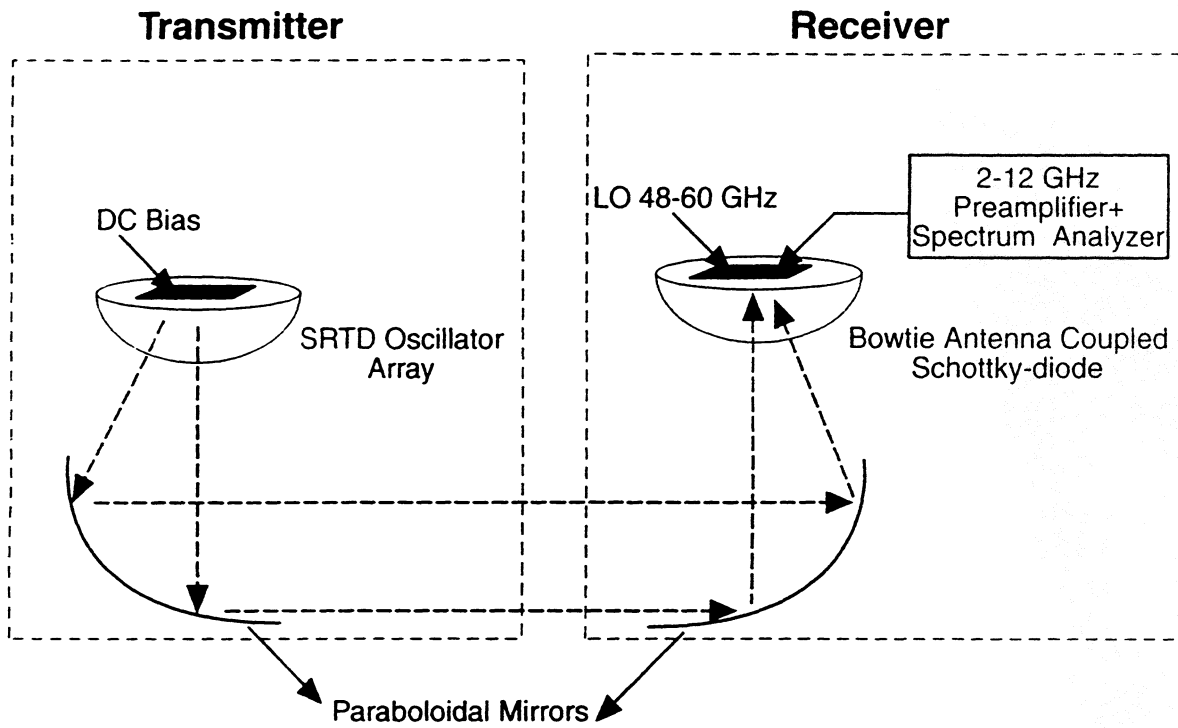 Transmitter
Receiver
DC Bias
SRTD Oscillator
Array
LO 48-60 GHz
2-12 GHz
Preamplifier+
Spectrum Analyzer
Bowtie Antenna Coupled
Schottky-diode
Paraboloidal Mirrors